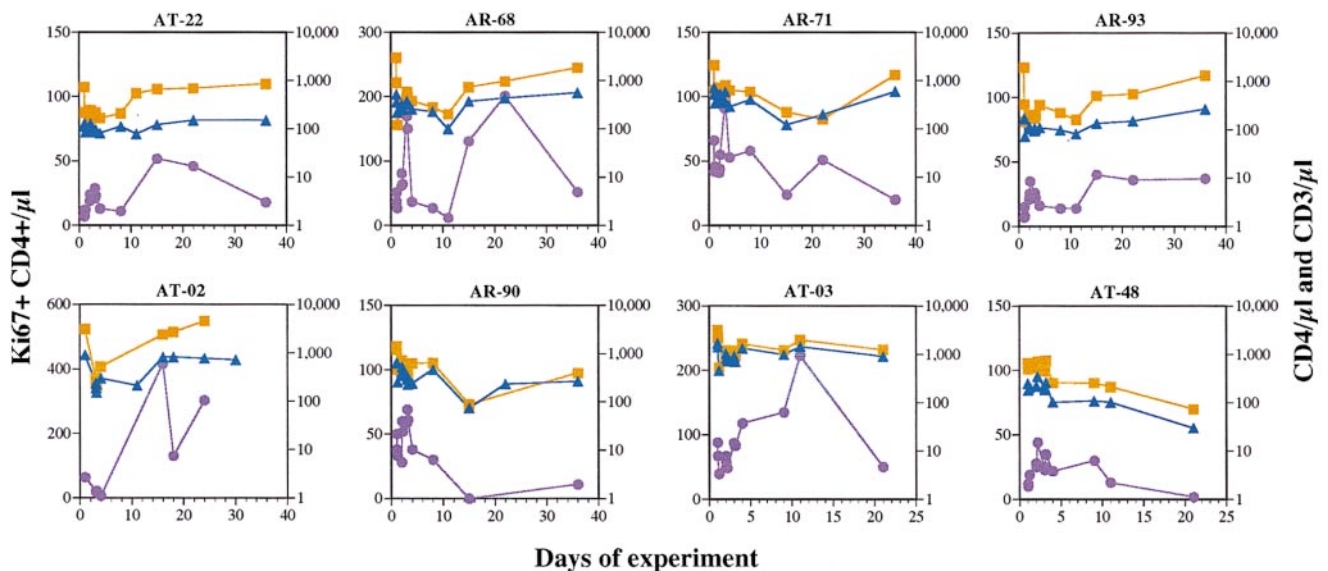 AT-22 AR-68 AR-71 AR-93
150 10,000 300 10,000 150 10,000 150 10,000
1,000 1,000 1,000 1,000
100 200 100 100
100 100 100 100
50 100 50 50
10 10 10 10
0 1 0 1 0 1 0 1
0 10 20 30 40 0 10 20 30 40 0 10 20 30 40 0 10 20 30 40
Ki67+ CD4+/µl
CD4/µl and CD3/µl
AT-02 AR-90 AT-03 AT-48
600 10,000 150 10,000 300 10,000 150 10,000
1,000 1,000 1,000 1,000
400 100 200 100
100 100 100 100
200 50 100 50
10 10 10 10
0 1 0 1 0 1 0 1
0 10 20 30 40 0 10 20 30 40 0 5 10 15 20 25 0 5 10 15 20 25
Days of experiment